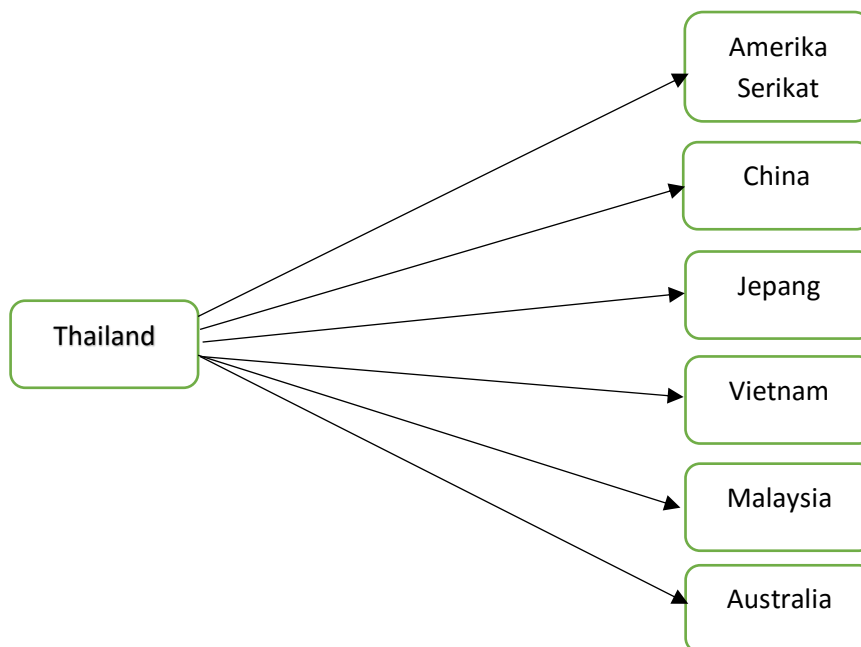 Amerika
Serikat
China
Jepang
Thailand
Vietnam
Malaysia
Australia